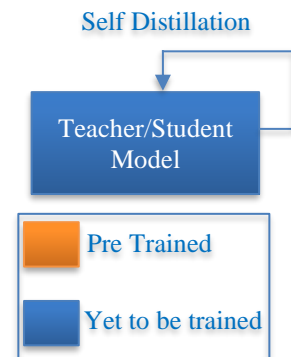 Self Distillation
Teacher/Student
Model
Pre Trained
Yet to be trained